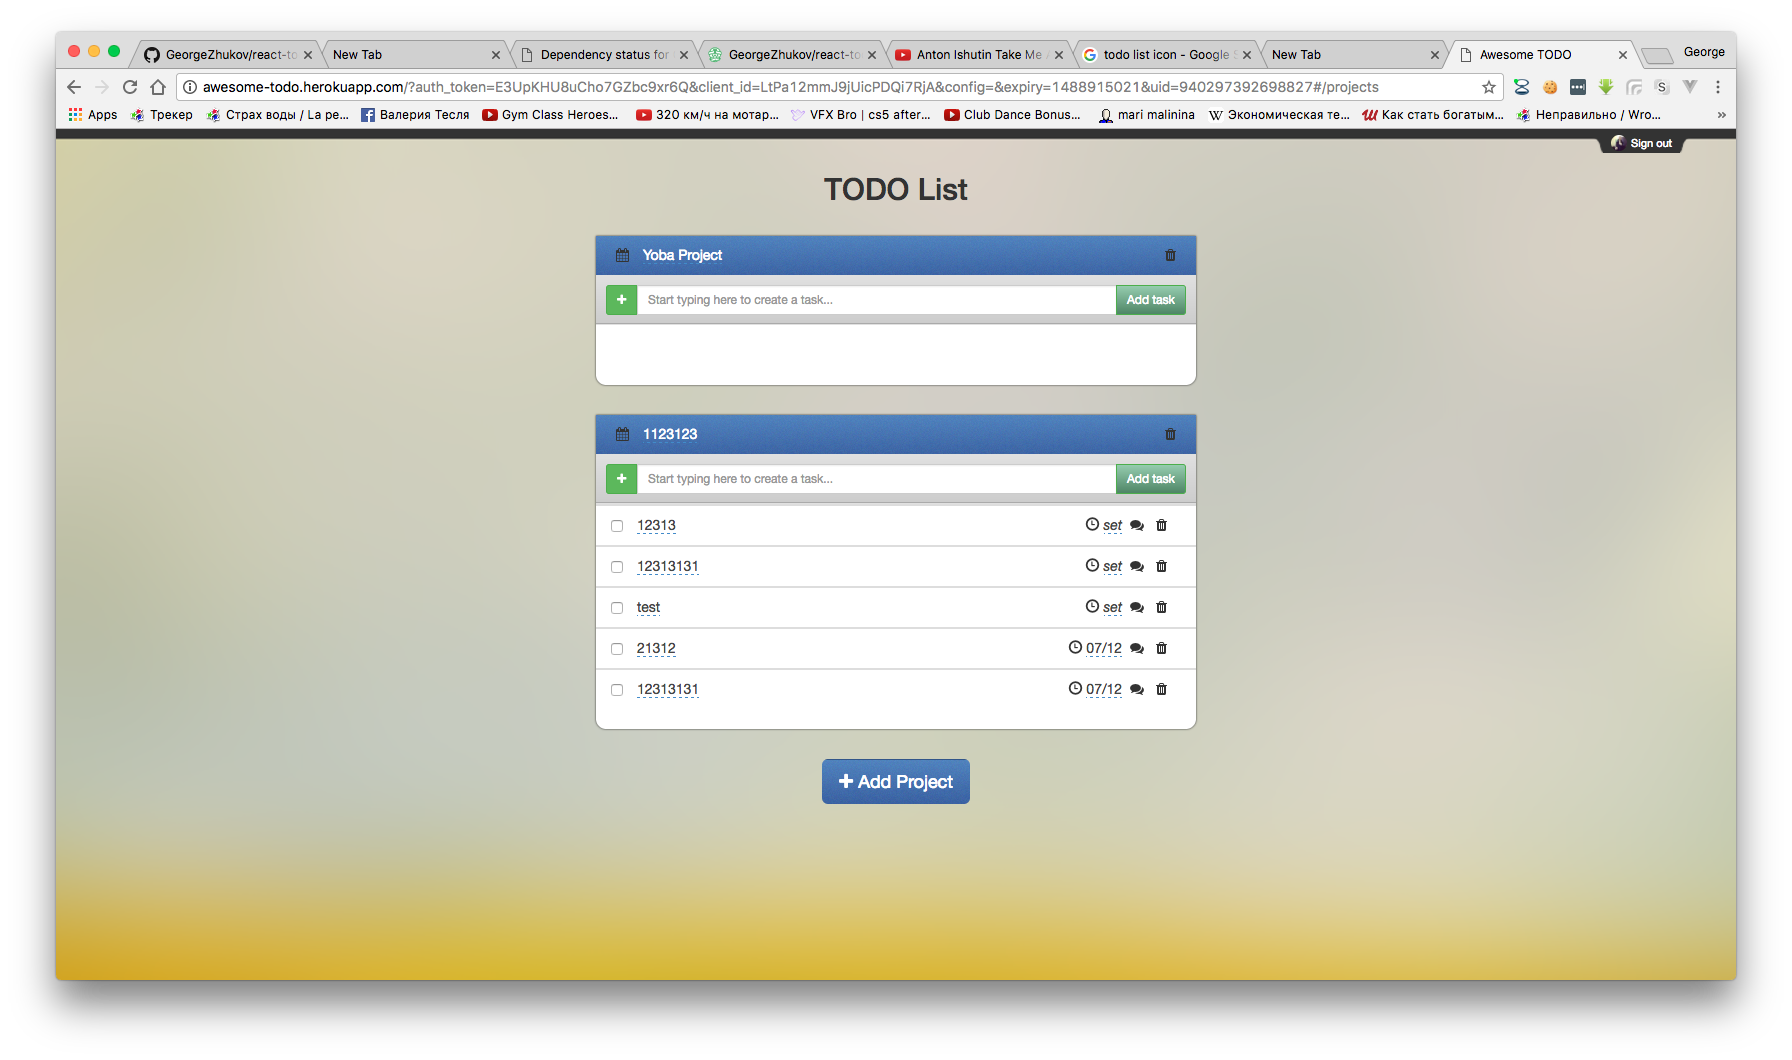 GeorgeZhukov/react-to
New Tab
Dependency status for
GeorgeZhukov/react-to
Anton Ishutin Take Me
todo list icon - Google
New Tab
Awesome TODO
George
awesome-todo.herokuapp.com/?auth_token=E3UpKHU8uCho7GZbc9xr6Q&client_id=LtPa12mmJ9jUicPDQi7RjA&config=&expiry=1488915021&uid=940297392698827#/projects
Apps
Трекер
Страх воды / La pe...
Валерия Тесля
Gym Class Heroes...
320 км/ч на мотар...
VFX Bro | cs5 after...
Club Dance Bonus...
mari malinina
Экономическая те...
Как стать богатым...
Неправильно / Wro...
»
Sign out
TODO List
Yoba Project
Start typing here to create a task...
Add task
1123123
Start typing here to create a task...
Add task
12313 set
12313131 set
test set
21312 07/12
12313131 07/12
Add Project